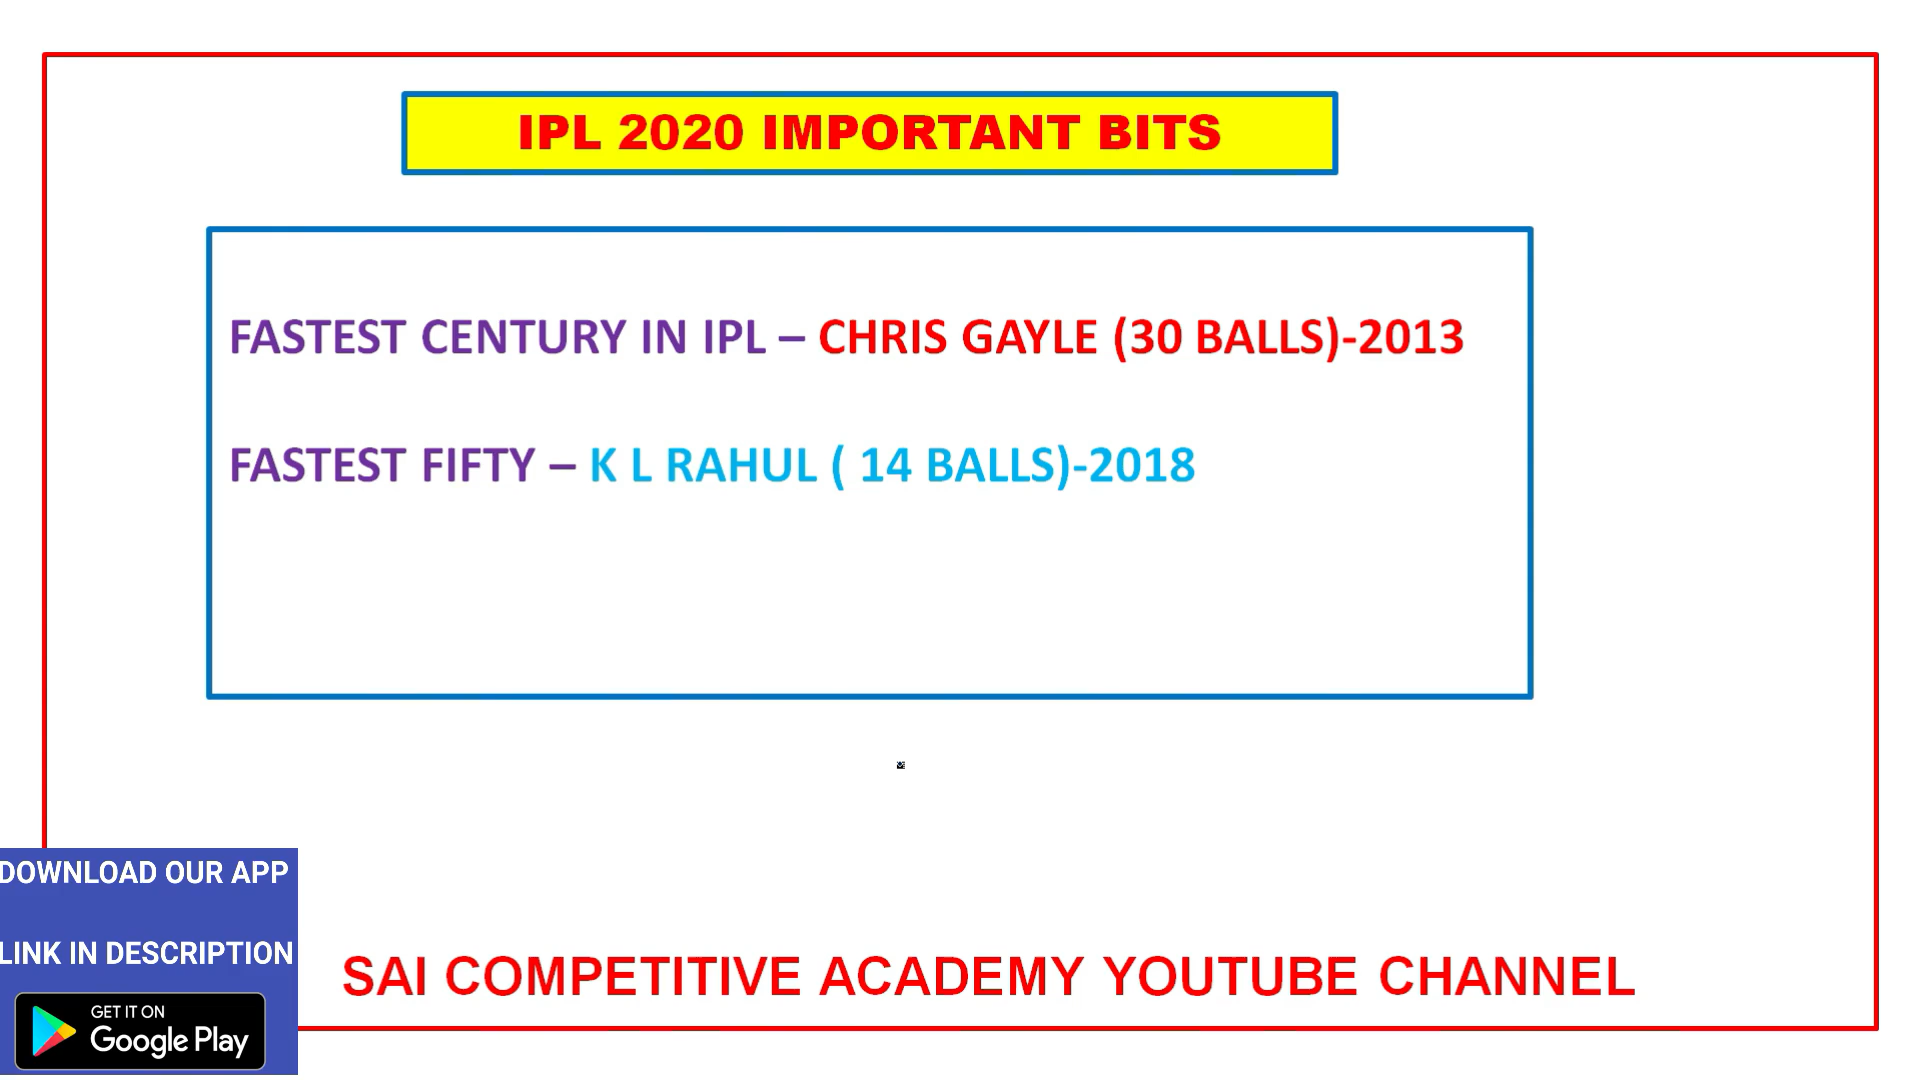 IPL 2020 IMPORTANT BITS
FASTEST CENTURY IN IPL – CHRIS GAYLE (30 BALLS)-2013
FASTEST FIFTY – K L RAHUL ( 14 BALLS)-2018
DOWNLOAD OUR APP
LINK IN DESCRIPTION
GET IT ON
Google Play
SAI COMPETITIVE ACADEMY YOUTUBE CHANNEL